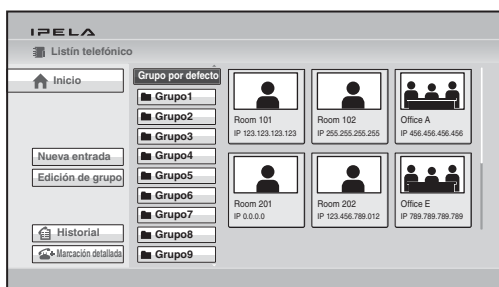 IPELA
Listín telefónico
Inicio
Nueva entrada
Edición de grupo
Historial
Marcación detallada
Grupo por defecto
Grupo1
Grupo2
Grupo3
Grupo4
Grupo5
Grupo6
Grupo7
Grupo8
Grupo9
Room 101
IP 123.123.123.123
Room 102
IP 255.255.255.255
Office A
IP 456.456.456.456
Room 201
IP 0.0.0.0
Room 202
IP 123.456.789.012
Office E
IP 789.789.789.789